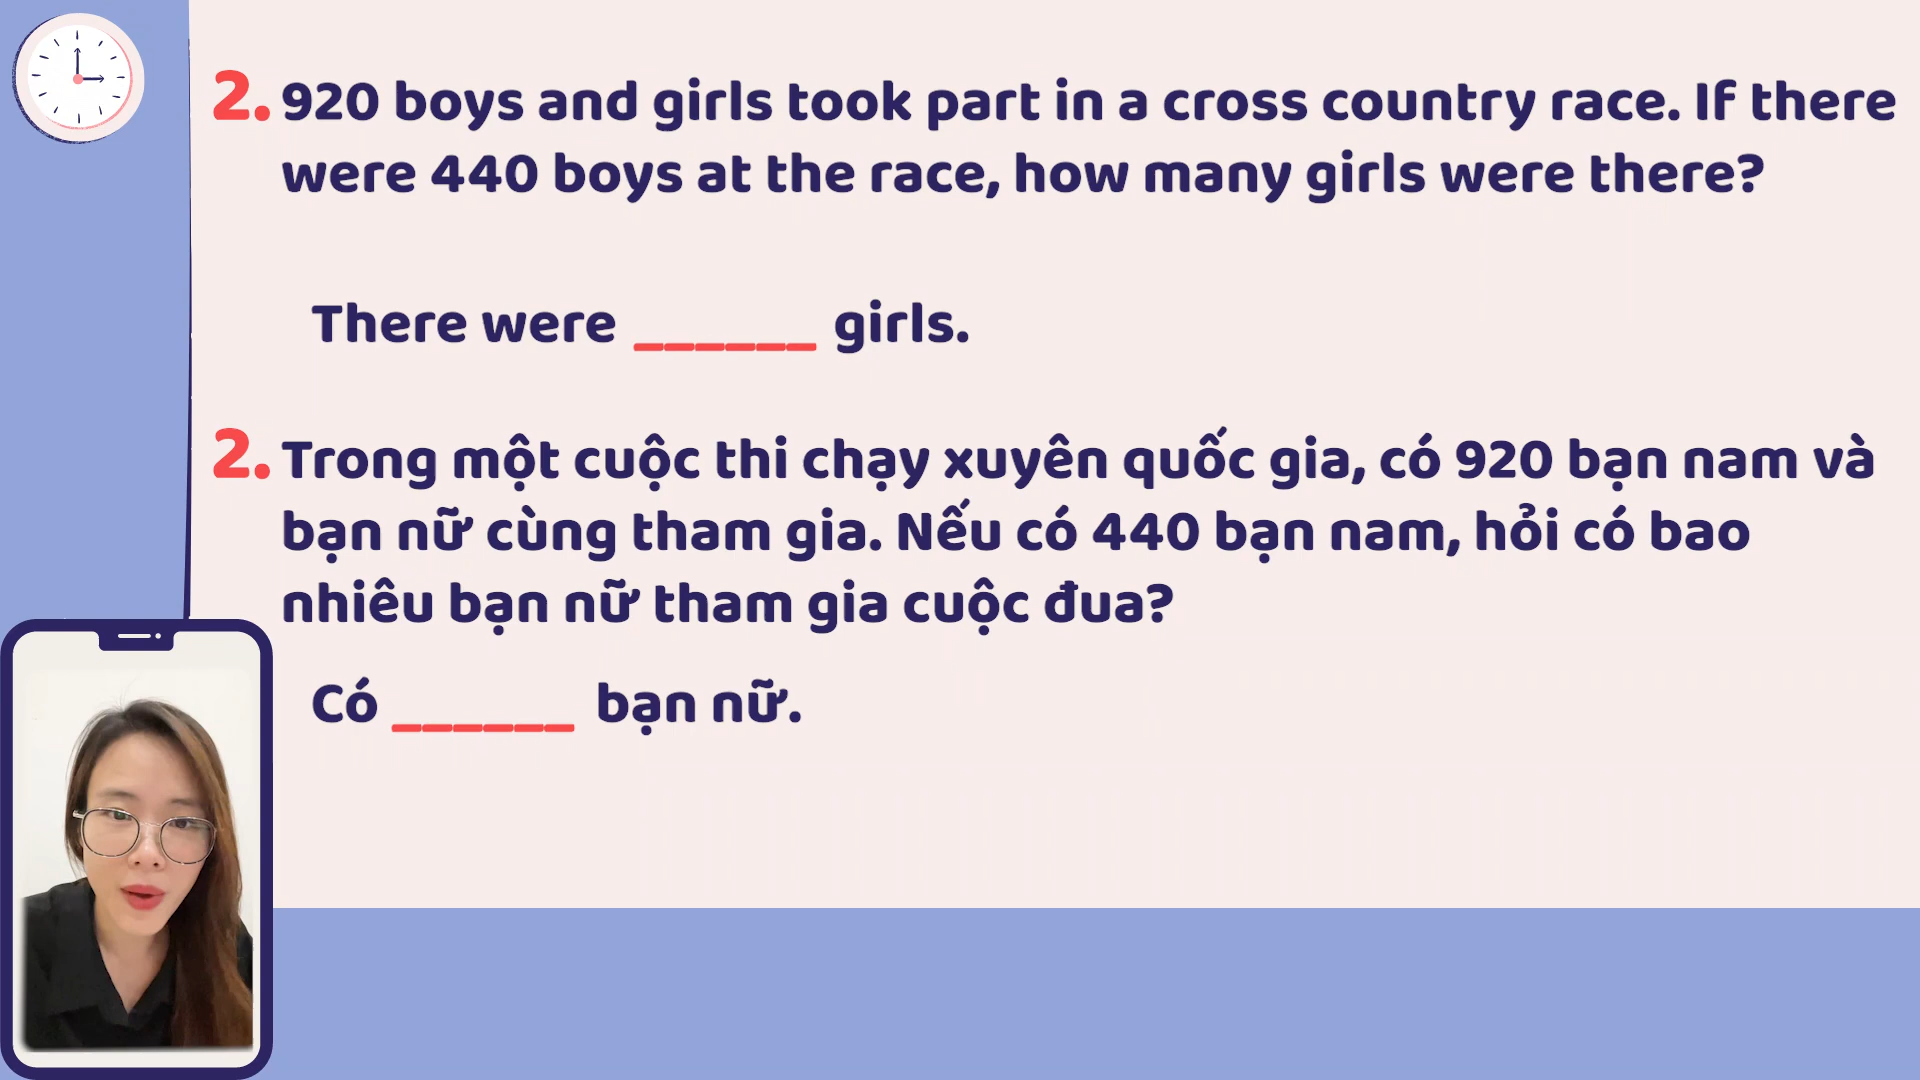 2. 920 boys and girls took part in a cross country race. If there
were 440 boys at the race, how many girls were there?
There were ______ girls.
2. Trong một cuộc thi chạy xuyên quốc gia, có 920 bạn nam và
bạn nữ cùng tham gia. Nếu có 440 bạn nam, hỏi có bao
nhiêu bạn nữ tham gia cuộc đua?
Có ______ bạn nữ.